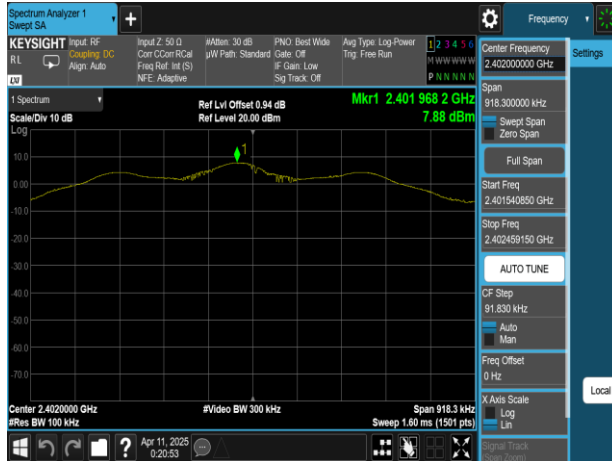 Spectrum Analyzer 1
Swept SA
Frequency
KEYSIGHT
RL
Input: RF
Coupling: DC
Align: Auto
Input Z: 50 Ω
Corr CCorr RCal
Freq Ref: Int (S)
NFE: Adaptive
#Atten: 30 dB
µW Path: Standard
PNO: Best Wide
Gate: Off
IF Gain: Low
Sig Track: Off
Avg Type: Log-Power
Trig: Free Run
1 2 3 4 5 6
M W W W W W
P N N N N N
LXI
1 Spectrum
Scale/Div 10 dB
Log
Ref Lvl Offset 0.94 dB
Ref Level 20.00 dBm
Mkr1 2.401 968 2 GHz
7.88 dBm
1
10.0
0.00
-10.0
-20.0
-30.0
-40.0
-50.0
-60.0
-70.0
Center 2.4020000 GHz
#Res BW 100 kHz
#Video BW 300 kHz
Span 918.3 kHz
Sweep 1.60 ms (1501 pts)
Center Frequency
2.402000000 GHz
Settings
Span
918.300000 kHz
Swept Span
Zero Span
Full Span
Start Freq
2.401540850 GHz
Stop Freq
2.402459150 GHz
AUTO TUNE
CF Step
91.830 kHz
Auto
Man
Freq Offset
0 Hz
X Axis Scale
Log
Lin
Local
Signal Track
(Span Zoom)
?
Apr 11, 2025
0:20:53